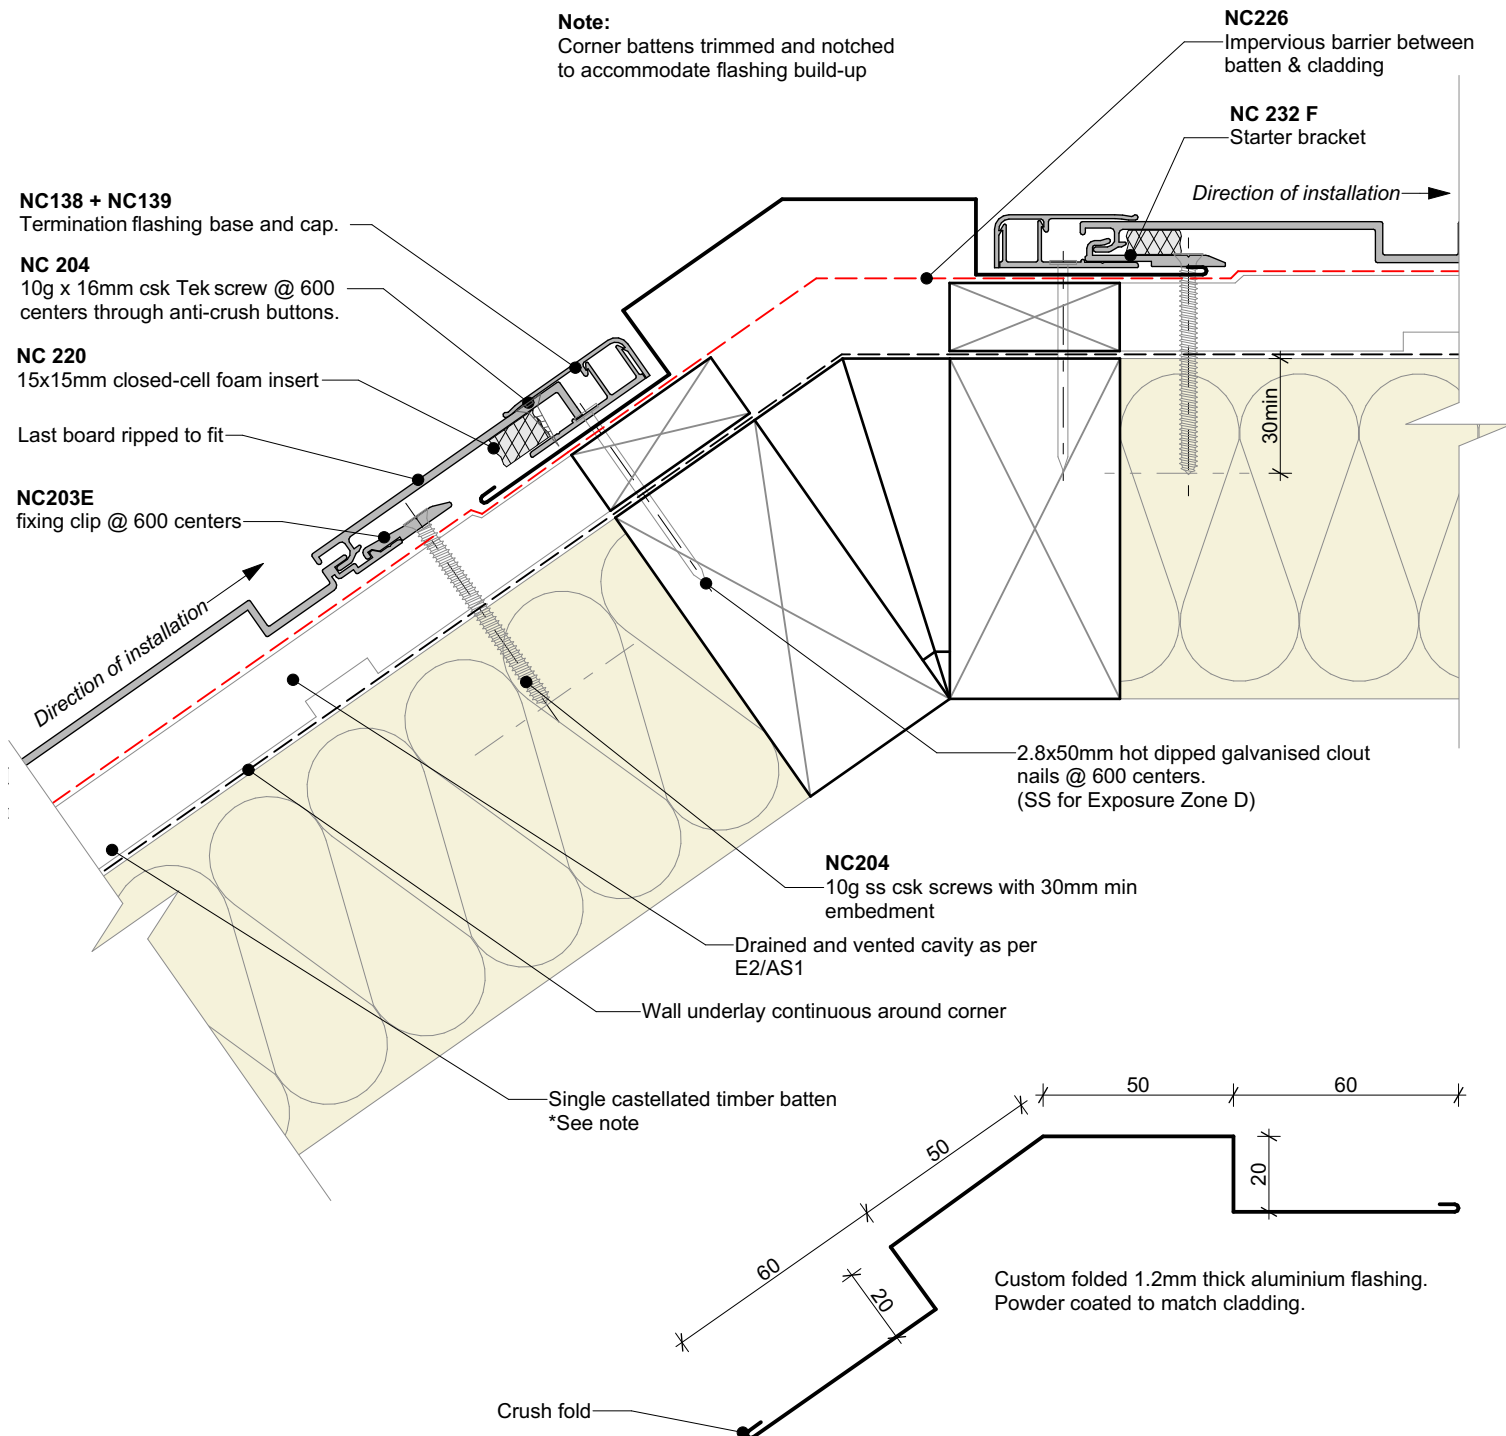 Note:
Corner battens trimmed and notched
to accommodate flashing build-up
NC226
Impervious barrier between
batten & cladding
NC 232 F
Starter bracket
Direction of installation
NC138 + NC139
Termination flashing base and cap.
NC 204
10g x 16mm csk Tek screw @ 600
centers through anti-crush buttons.
NC 220
15x15mm closed-cell foam insert
Last board ripped to fit
NC203E
fixing clip @ 600 centers
Direction of installation
30min
2.8x50mm hot dipped galvanised clout
nails @ 600 centers.
(SS for Exposure Zone D)
NC204
10g ss csk screws with 30mm min
embedment
Drained and vented cavity as per
E2/AS1
Wall underlay continuous around corner
Single castellated timber batten
*See note
50
60
50
20
60
20
Custom folded 1.2mm thick aluminium flashing.
Powder coated to match cladding.
Crush fold